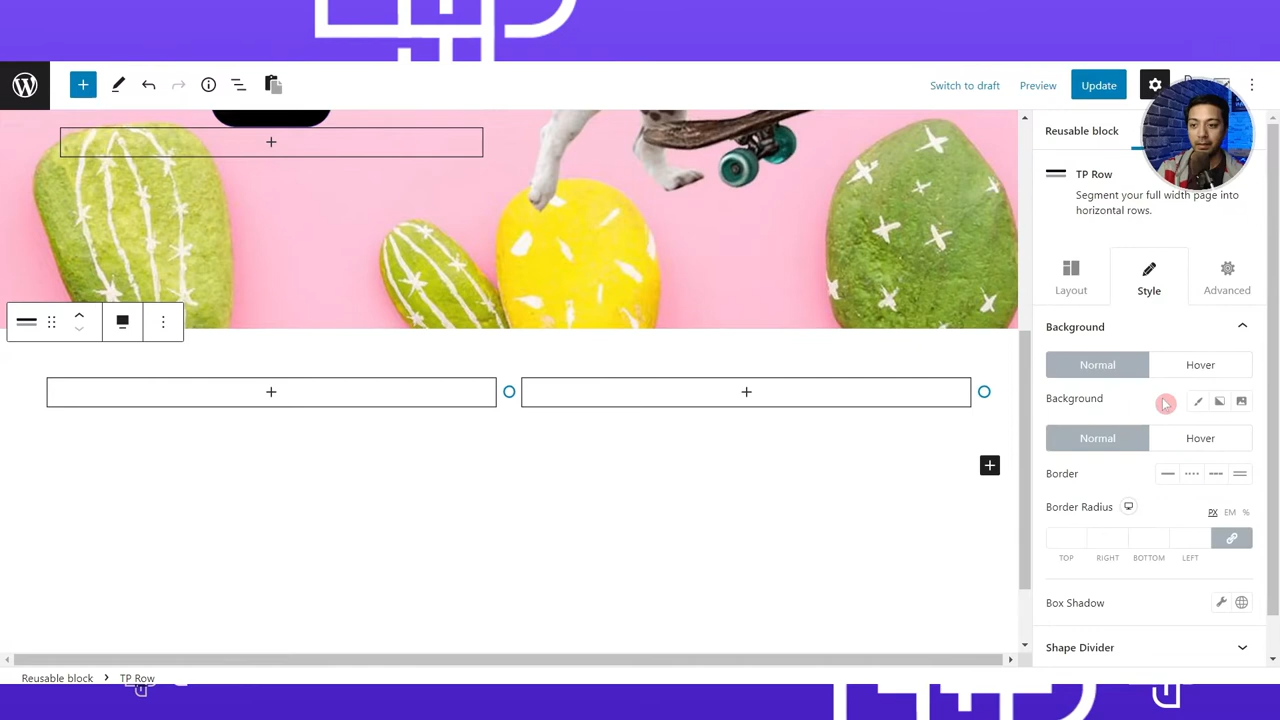 Switch to draft Preview Update
Reusable block
TP Row
Segment your full width page into
horizontal rows.
Layout Style Advanced
Background
Normal Hover
Background
Normal Hover
Border
Border Radius PX EM %
TOP RIGHT BOTTOM LEFT
Box Shadow
Shape Divider
Reusable block TP Row